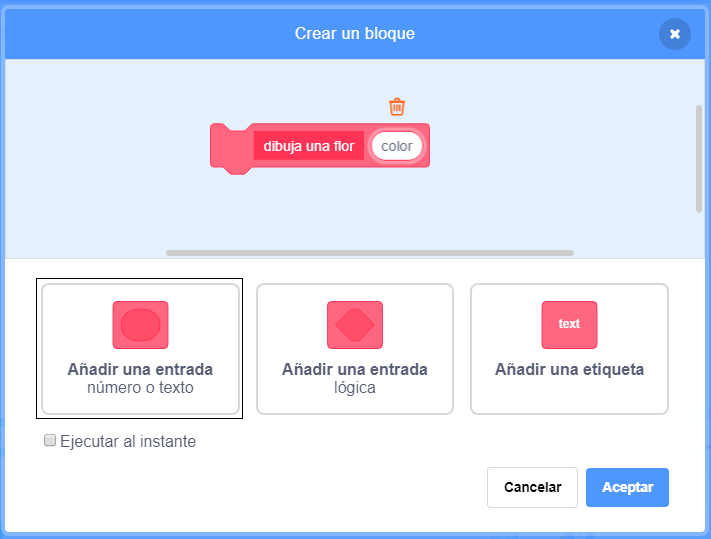 Crear un bloque
dibuja una flor color
text
Añadir una entrada
número o texto
Añadir una entrada
lógica
Añadir una etiqueta
Ejecutar al instante
Cancelar
Aceptar